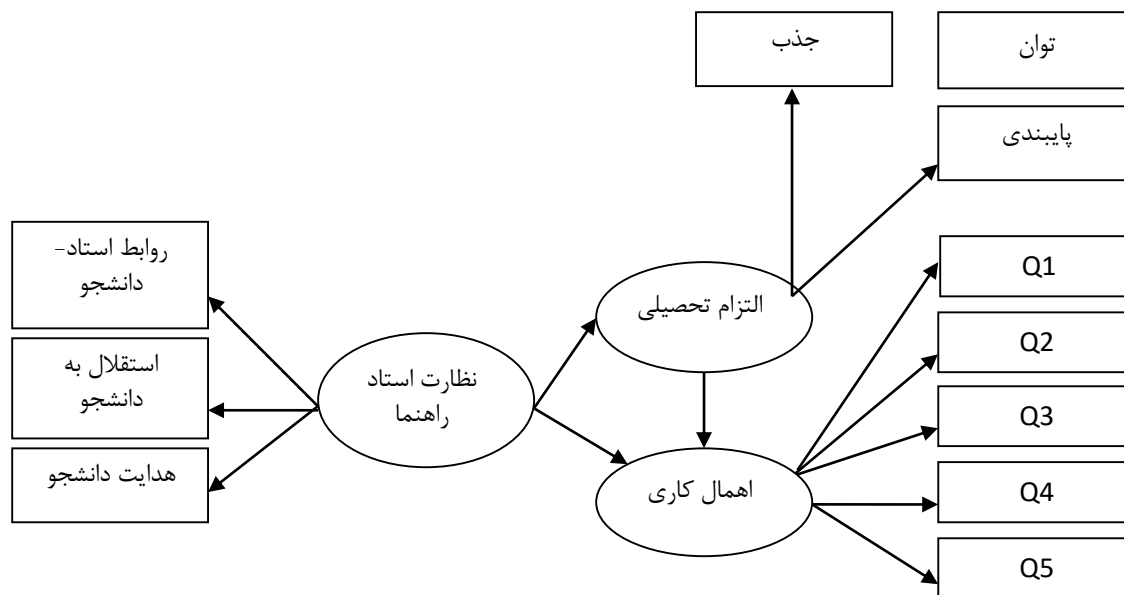 جذب
توان
پایبندی
روابط استاد-
دانشجو
استقلال به
دانشجو
هدایت دانشجو
نظارت استاد
راهنما
التزام تحصیلی
اهمال کاری
Q1
Q2
Q3
Q4
Q5